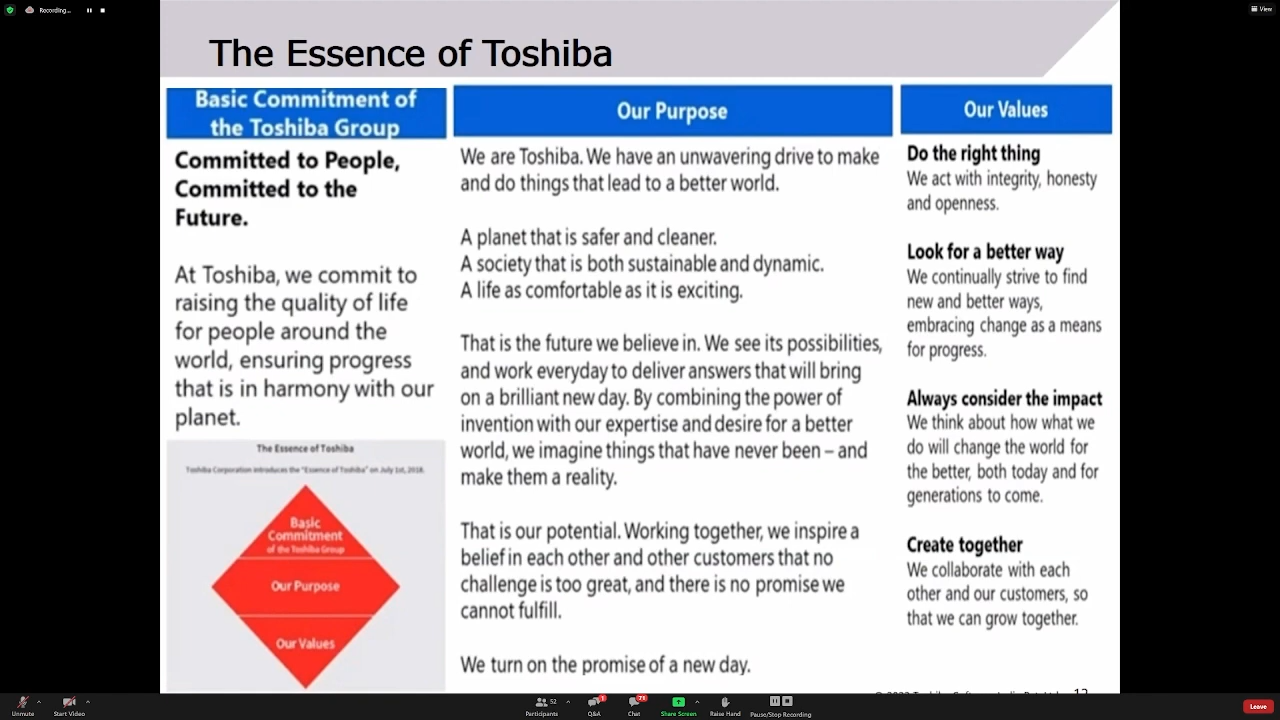 Recording...
View
The Essence of Toshiba
Basic Commitment of
the Toshiba Group
Committed to People,
Committed to the
Future.
At Toshiba, we commit to
raising the quality of life
for people around the
world, ensuring progress
that is in harmony with our
planet.
The Essence of Toshiba
Toshiba Corporation introduces the "Essence of Toshiba" on July 1st, 2018.
Basic
Commitment
of the Toshiba Group
Our Purpose
Our Values
Our Purpose
We are Toshiba. We have an unwavering drive to make
and do things that lead to a better world.
A planet that is safer and cleaner.
A society that is both sustainable and dynamic.
A life as comfortable as it is exciting.
That is the future we believe in. We see its possibilities,
and work everyday to deliver answers that will bring
on a brilliant new day. By combining the power of
invention with our expertise and desire for a better
world, we imagine things that have never been – and
make them a reality.
That is our potential. Working together, we inspire a
belief in each other and other customers that no
challenge is too great, and there is no promise we
cannot fulfill.
We turn on the promise of a new day.
Our Values
Do the right thing
We act with integrity, honesty
and openness.
Look for a better way
We continually strive to find
new and better ways,
embracing change as a means
for progress.
Always consider the impact
We think about how what we
do will change the world for
the better, both today and for
generations to come.
Create together
We collaborate with each
other and our customers, so
that we can grow together.
12
Unmute
Start Video
52
Participants
1
Q&A
71
Chat
Share Screen
Raise Hand
Pause/Stop Recording
Leave